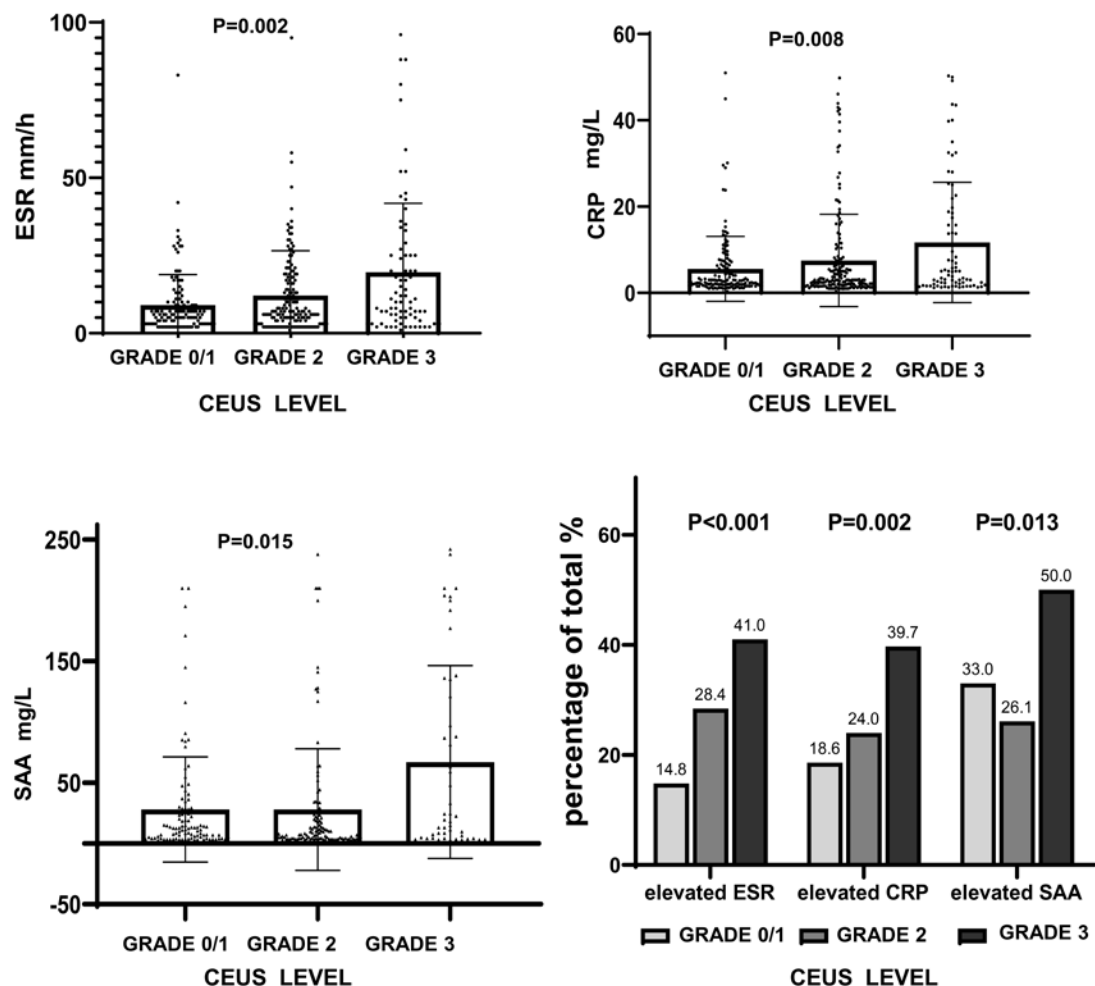 P=0.002
100
50
0
ESR mm/h
GRADE 0/1 GRADE 2 GRADE 3
CEUS LEVEL
P=0.008
60
40
20
0
CRP mg/L
GRADE 0/1 GRADE 2 GRADE 3
CEUS LEVEL
P=0.015
250
150
50
-50
SAA mg/L
GRADE 0/1 GRADE 2 GRADE 3
CEUS LEVEL
P<0.001 P=0.002 P=0.013
60
40
20
0
percentage of total %
14.8 28.4 41.0 18.6 24.0 39.7 33.0 26.1 50.0
elevated ESR elevated CRP elevated SAA
GRADE 0/1 GRADE 2 GRADE 3
CEUS LEVEL